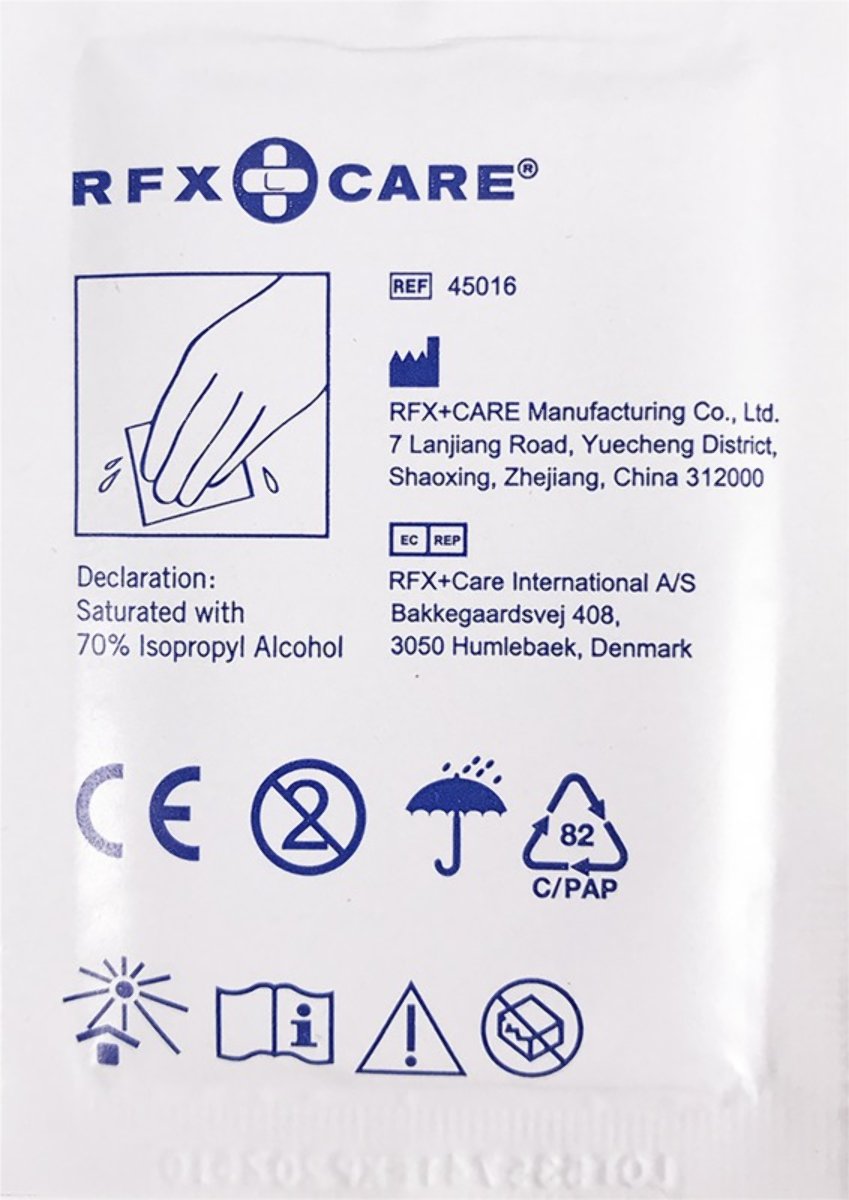 RFX CARE®
REF 45016
RFX+CARE Manufacturing Co., Ltd.
7 Lanjiang Road, Yuecheng District,
Shaoxing, Zhejiang, China 312000
EC REP
RFX+Care International A/S
Bakkegaardsvej 408,
3050 Humlebaek, Denmark
Declaration:
Saturated with
70% Isopropyl Alcohol
CE 2 82
C/PAP
i !